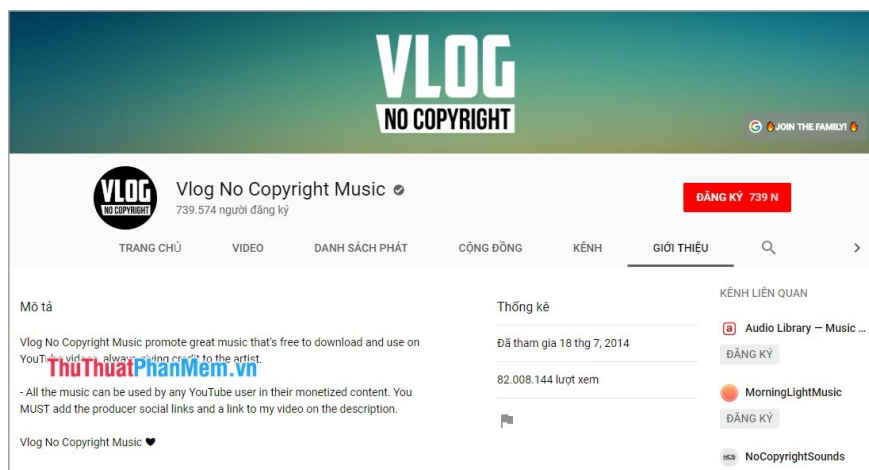 VLOG
NO COPYRIGHT
JOIN THE FAMILY!
VLOG
NO COPYRIGHT
Vlog No Copyright Music
739.574 người đăng ký
ĐĂNG KÝ 739 N
TRANG CHỦ VIDEO DANH SÁCH PHÁT CỘNG ĐỒNG KÊNH GIỚI THIỆU
Mô tả
Vlog No Copyright Music promote great music that's free to download and use on
YouTube videos, always giving credit to the artist.
ThuThuatPhanMem.vn
- All the music can be used by any YouTube user in their monetized content. You
MUST add the producer social links and a link to my video on the description.
Vlog No Copyright Music ♥
Thống kê
Đã tham gia 18 thg 7, 2014
82.008.144 lượt xem
KÊNH LIÊN QUAN
Audio Library — Music ...
ĐĂNG KÝ
MorningLightMusic
ĐĂNG KÝ
NCS
NoCopyrightSounds